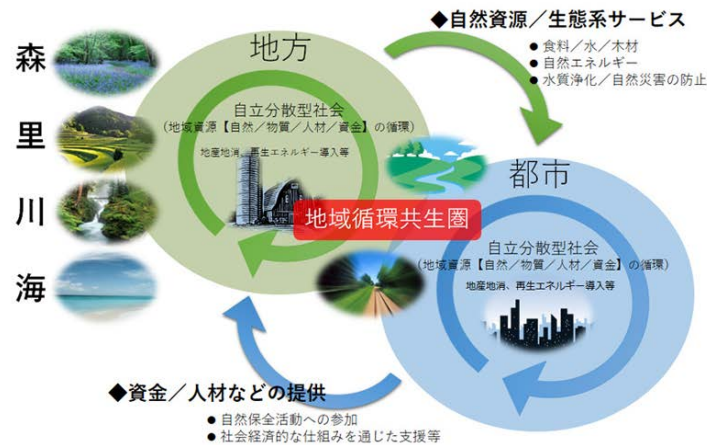 ◆自然資源／生態系サービス
● 食料／水／木材
● 自然エネルギー
● 水質浄化／自然災害の防止
森
里
川
海
地方
自立分散型社会
（地域資源【自然／物質／人材／資金】の循環）
地産地消、再生エネルギー導入等
地域循環共生圏
都市
自立分散型社会
（地域資源【自然／物質／人材／資金】の循環）
地産地消、再生エネルギー導入等
◆資金／人材などの提供
● 自然保全活動への参加
● 社会経済的な仕組みを通じた支援等